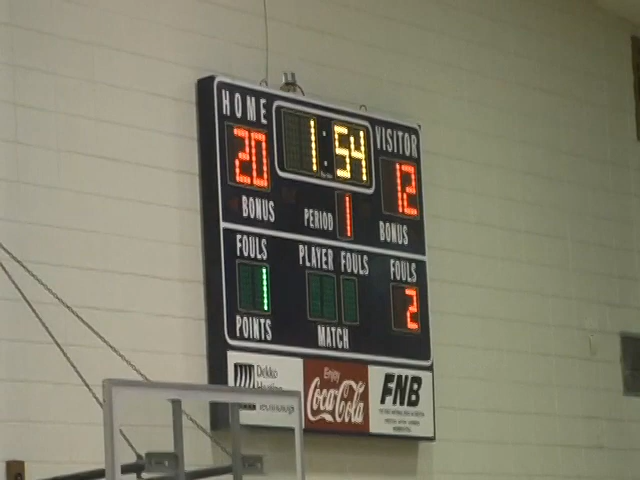 HOME
1:54
VISITOR
20
12
BONUS
PERIOD 1
BONUS
FOULS
PLAYER FOULS
FOULS
1
2
POINTS
MATCH
Dekko
Enjoy
Coca-Cola
FNB